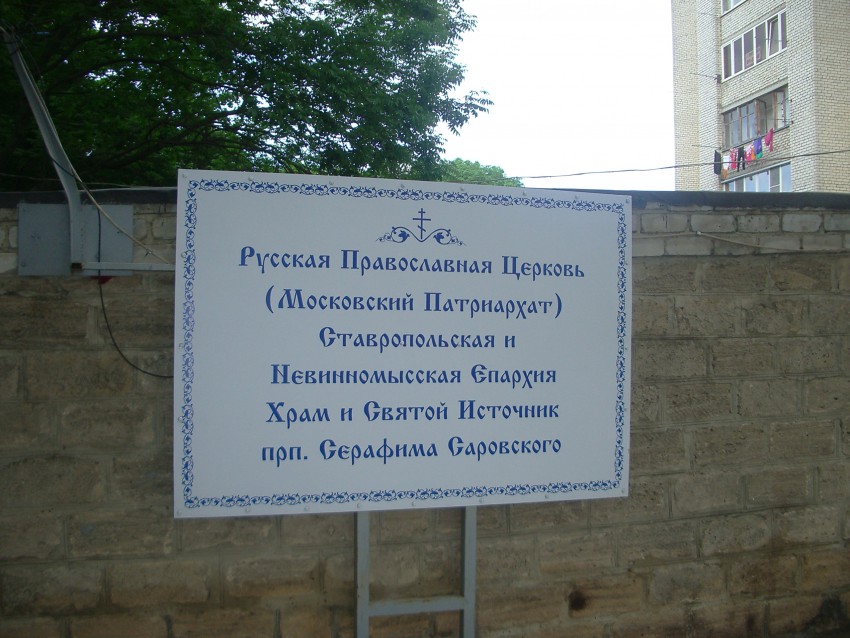 Русская Православная Церковь
(Московский Патриархат)
Ставропольская и
Невинномысская Епархия
Храм и Святой Источник
прп. Серафима Саровского